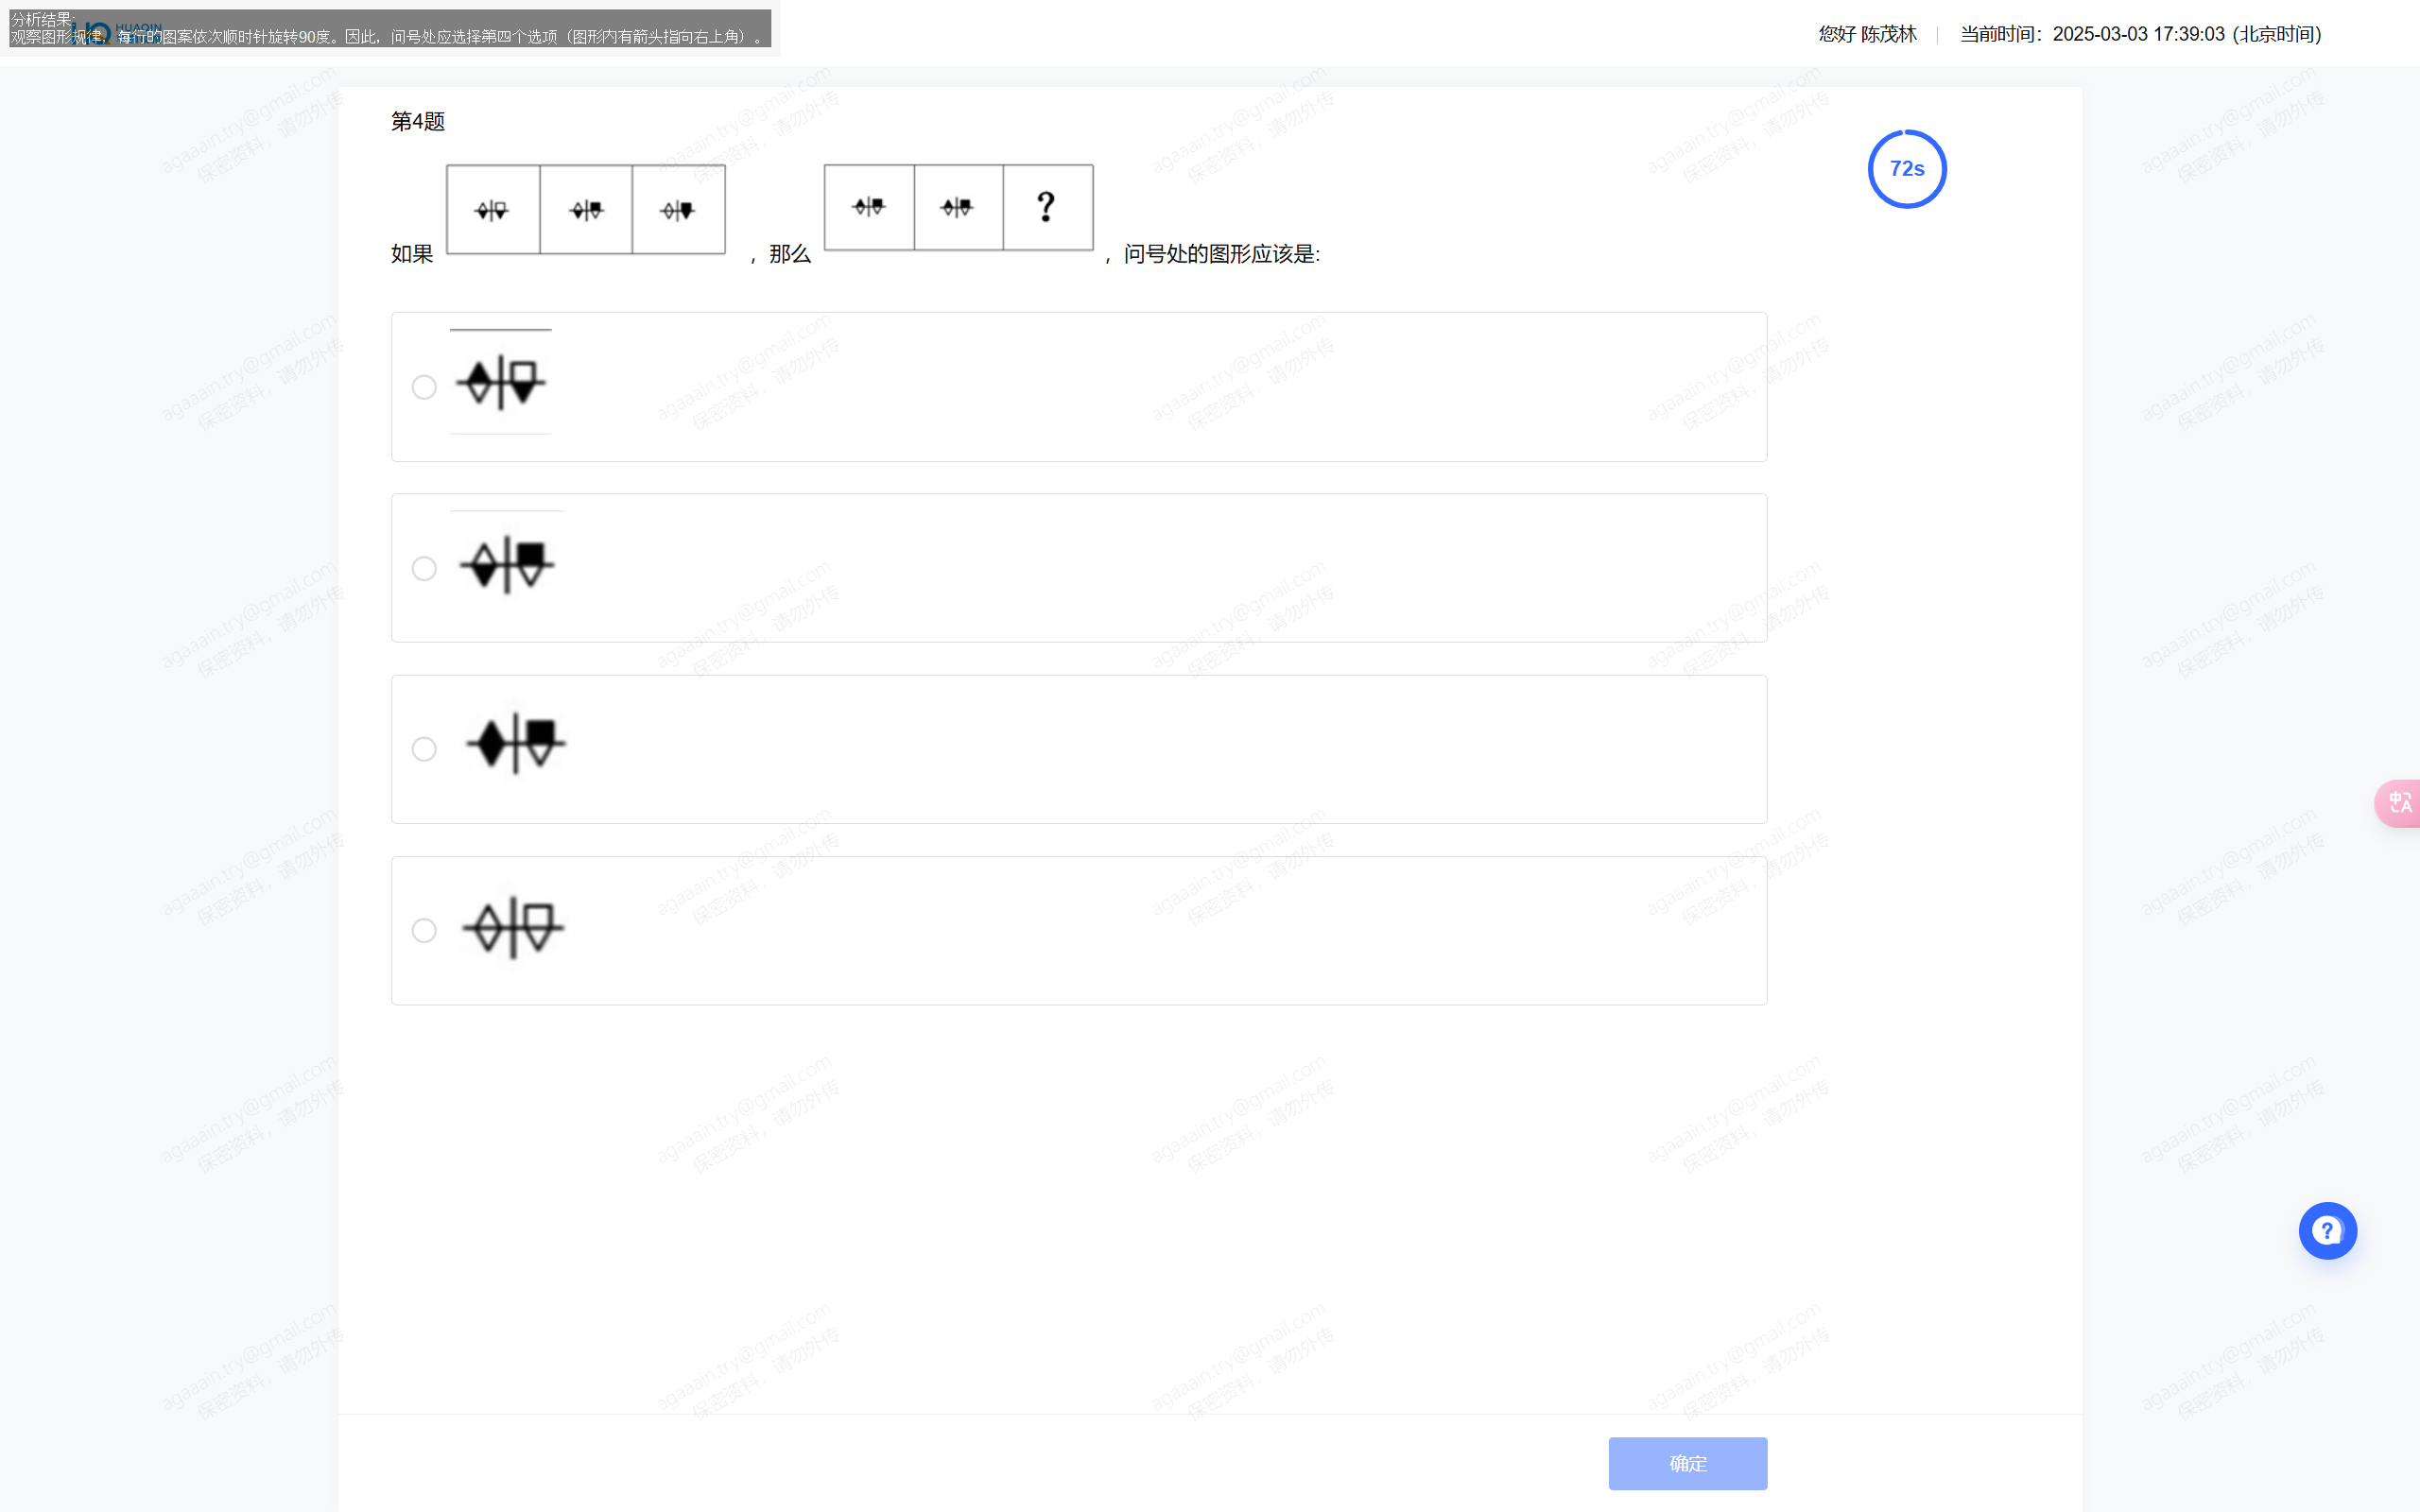 分析结果:
观察图形规律，每行的图案依次顺时针旋转90度。因此，问号处应选择第四个选项（图形内有箭头指向右上角）。
HUAQIN
您好 陈茂林
当前时间：2025-03-03 17:39:03 (北京时间)
第4题
72s
如果 ，那么 ? ，问号处的图形应该是:
确定
agaaain.try@gmail.com
保密资料，请勿外传